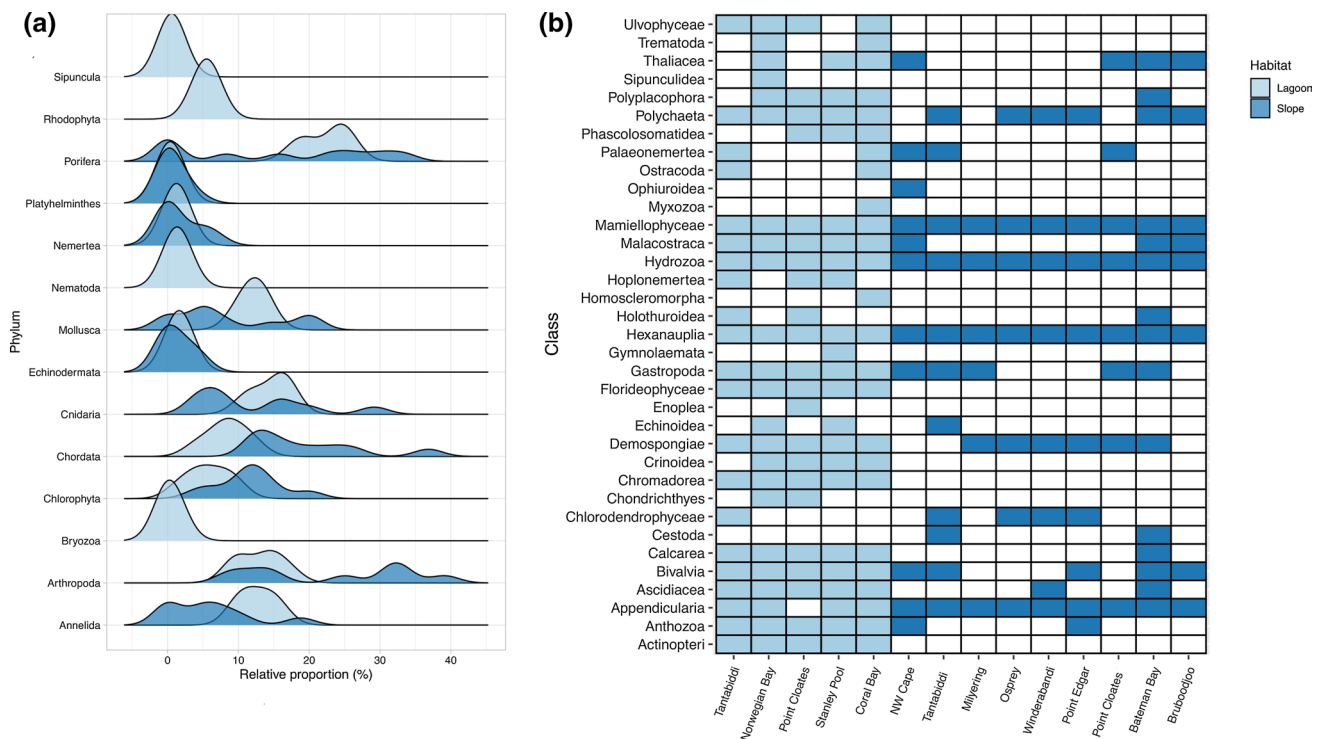 (a)
Sipuncula
Rhodophyta
Porifera
Platyhelminthes
Nemertea
Nematoda
Mollusca
Echinodermata
Cnidaria
Chordata
Chlorophyta
Bryozoa
Arthropoda
Annelida
Phylum
0 10 20 30 40
Relative proportion (%)
(b)
Ulvophyceae
Trematoda
Thaliacea
Sipunculidea
Polyplacophora
Polychaeta
Phascolosomatidea
Palaeonemertea
Ostracoda
Ophiuroidea
Myxozoa
Mamiellophyceae
Malacostraca
Hydrozoa
Hoplonemertea
Homoscleromorpha
Holothuroidea
Hexanauplia
Gymnolaemata
Gastropoda
Florideophyceae
Enoplea
Echinoidea
Demospongiae
Crinoidea
Chromadorea
Chondrichthyes
Chlorodendrophyceae
Cestoda
Calcarea
Bivalvia
Ascidiacea
Appendicularia
Anthozoa
Actinopteri
Class
Tantabiddi
Norwegian Bay
Point Cloates
Stanley Pool
Coral Bay
NW Cape
Tantabiddi
Milyering
Osprey
Winderabandi
Point Edgar
Point Cloates
Bateman Bay
Bruboodjoo
Habitat
Lagoon
Slope